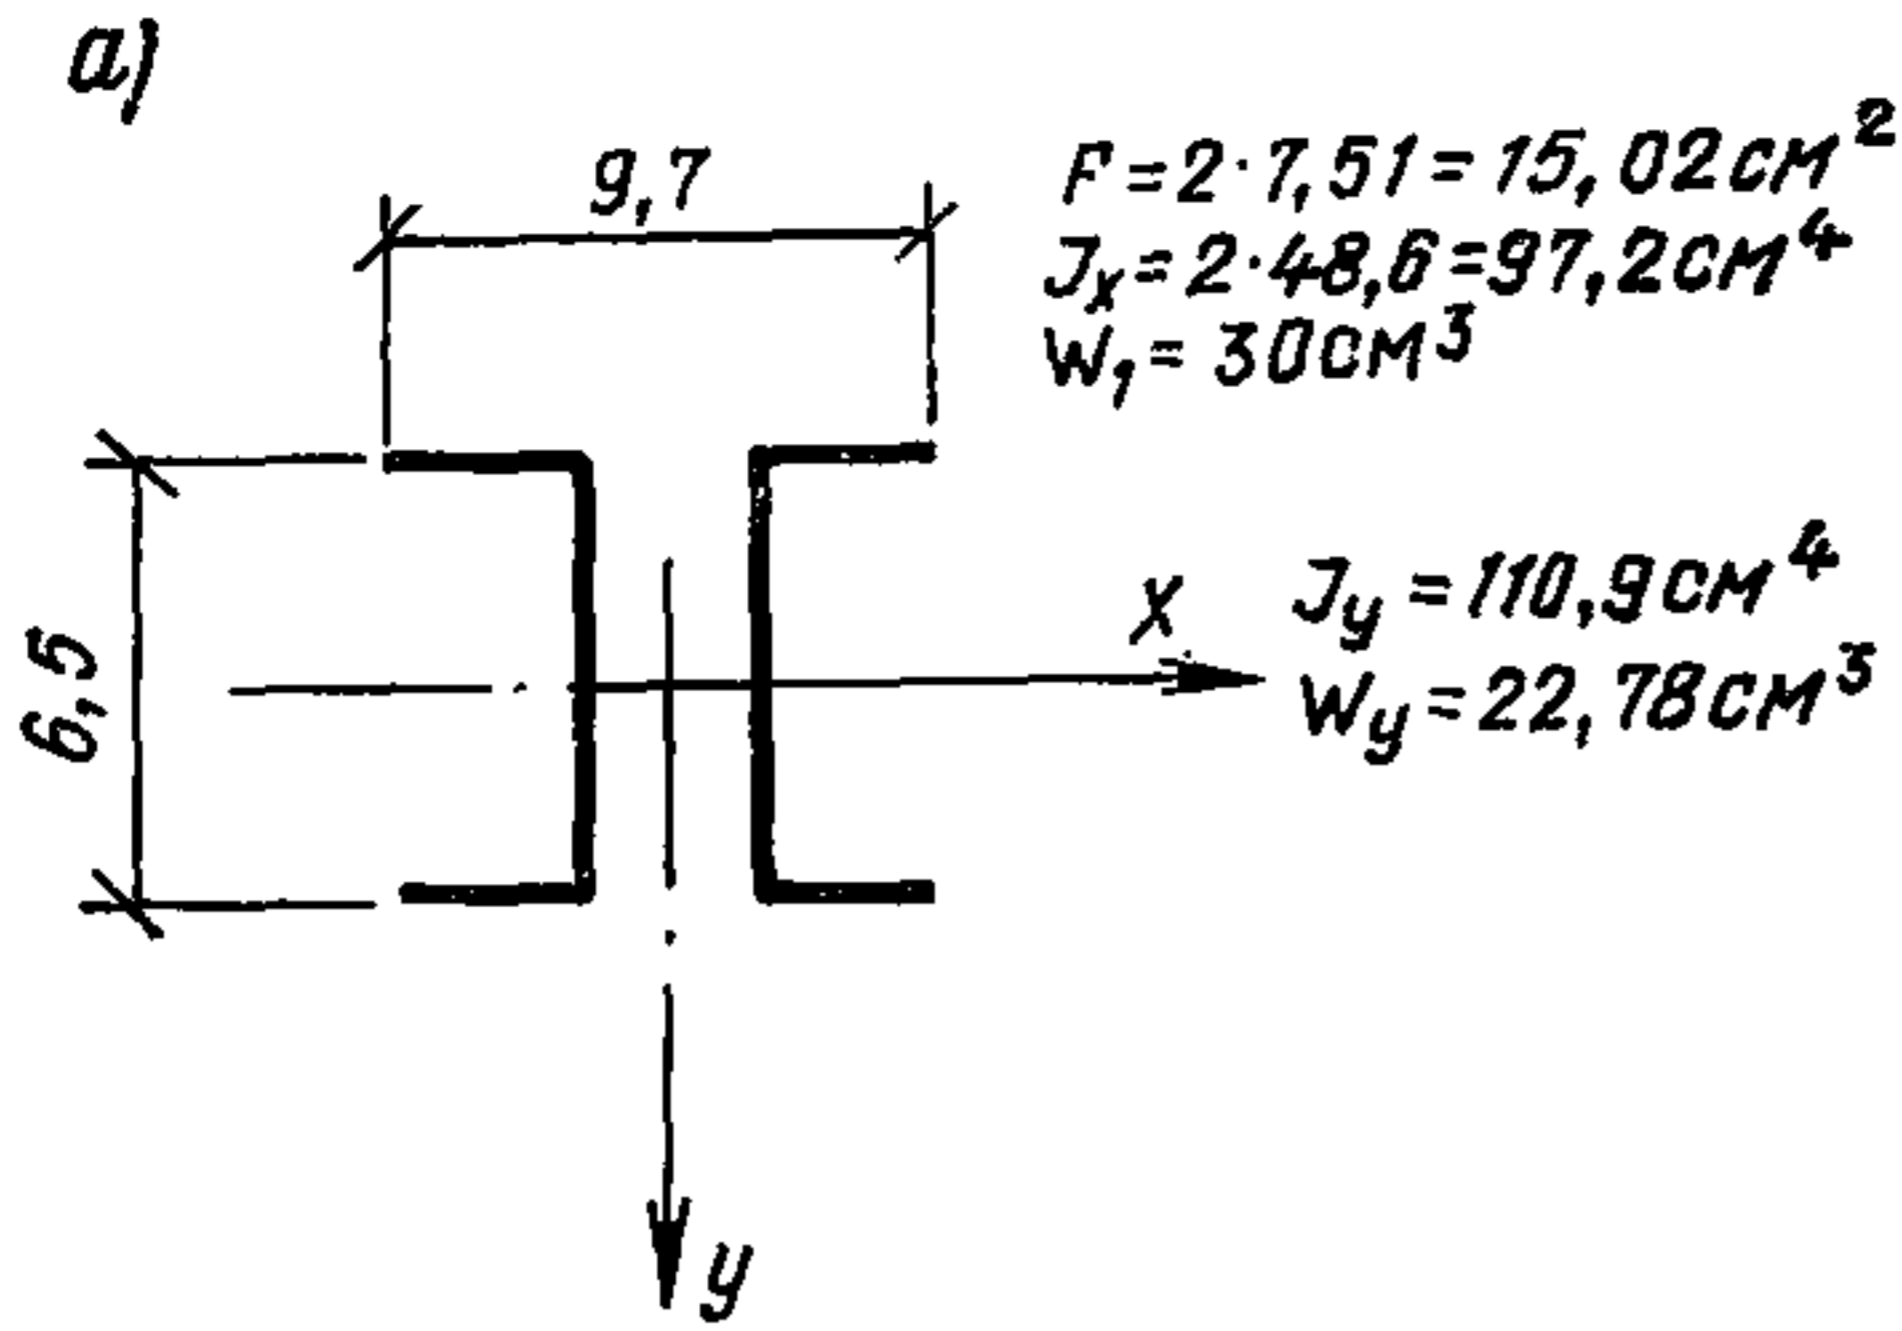 а)
9,7
F=2·7,51=15,02см²
Jx=2·48,6=97,2см⁴
W₁=30см³
6,5
X
Jy=110,9см⁴
Wy=22,78см³
y